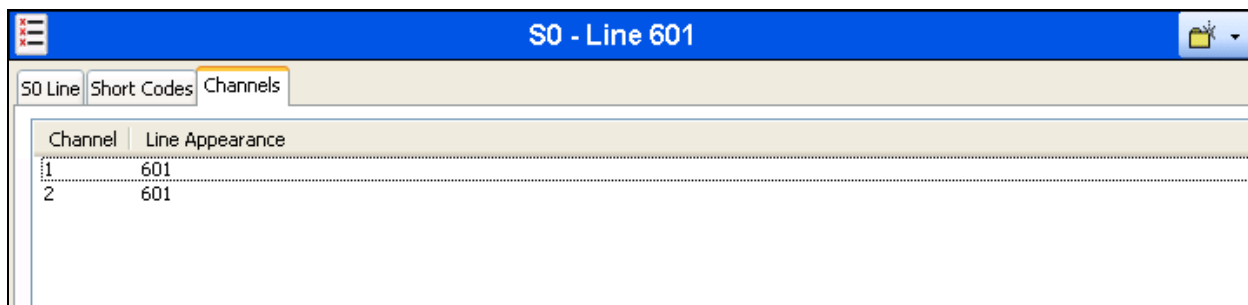 S0 - Line 601
S0 Line Short Codes Channels
Channel Line Appearance
1 601
2 601